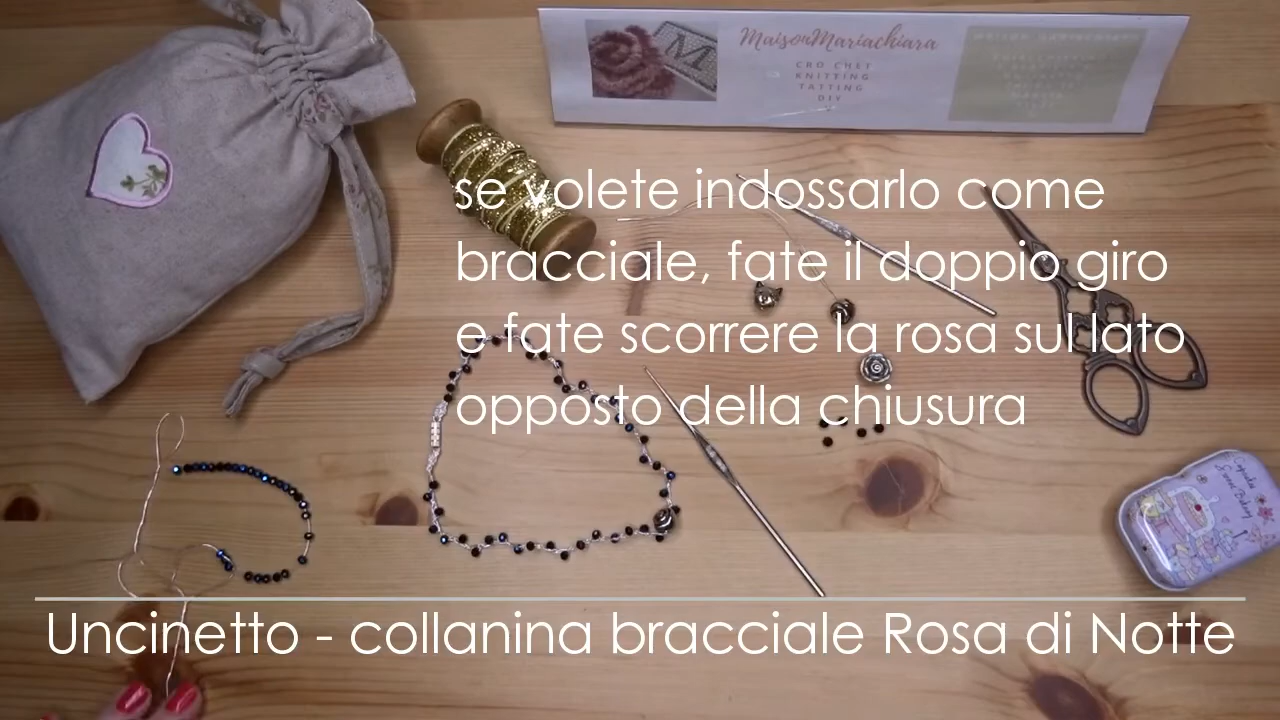 MaisonMariachiara
CROCHET
KNITTING
TATTING
DIY
se volete indossarlo come
bracciale, fate il doppio giro
e fate scorrere la rosa sul lato
opposto della chiusura
Uncinetto - collanina bracciale Rosa di Notte